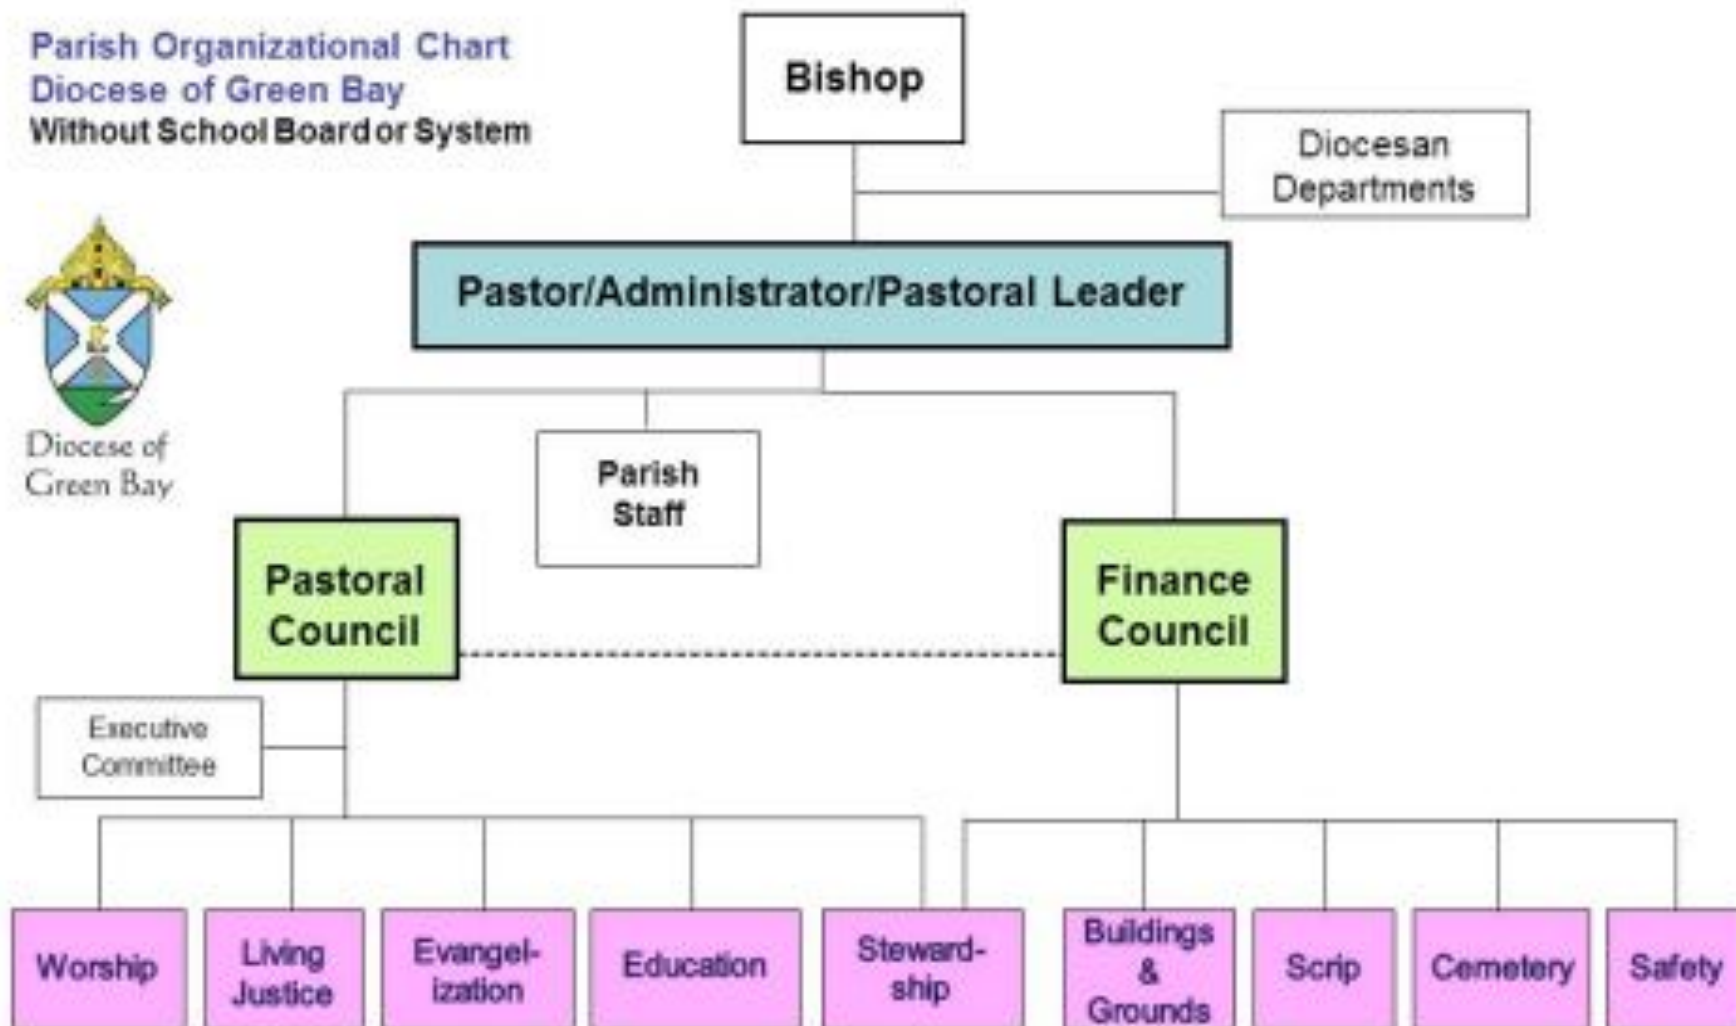 Parish Organizational Chart
Diocese of Green Bay
Without School Board or System
Bishop
Diocesan
Departments
Pastor/Administrator/Pastoral Leader
Diocese of
Green Bay
Parish
Staff
Pastoral
Council
Finance
Council
Executive
Committee
Worship
Living
Justice
Evangel-
ization
Education
Steward-
ship
Buildings
&
Grounds
Scrip
Cemetery
Safety